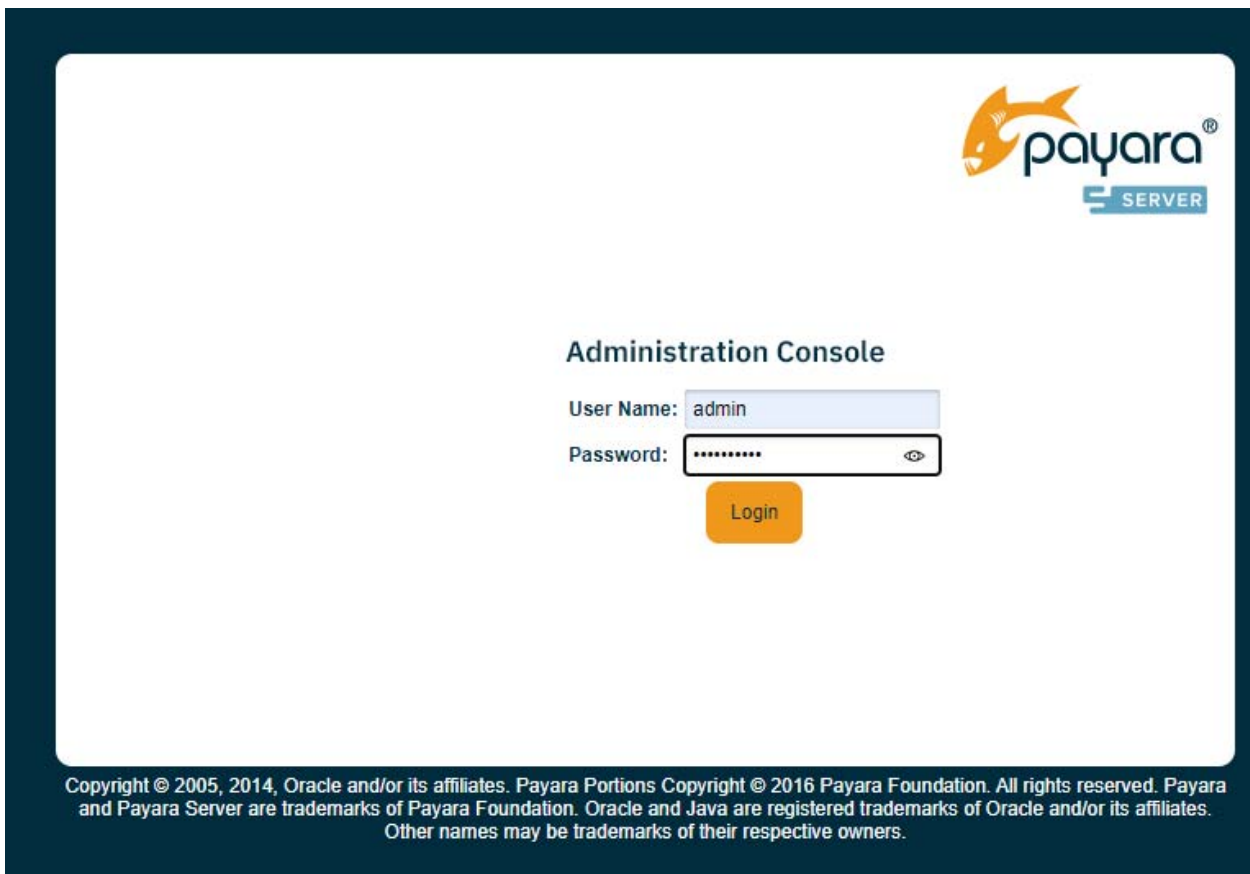 payara®
SERVER
Administration Console
User Name: admin
Password: ••••••••••
Login
Copyright © 2005, 2014, Oracle and/or its affiliates. Payara Portions Copyright © 2016 Payara Foundation. All rights reserved. Payara
and Payara Server are trademarks of Payara Foundation. Oracle and Java are registered trademarks of Oracle and/or its affiliates.
Other names may be trademarks of their respective owners.